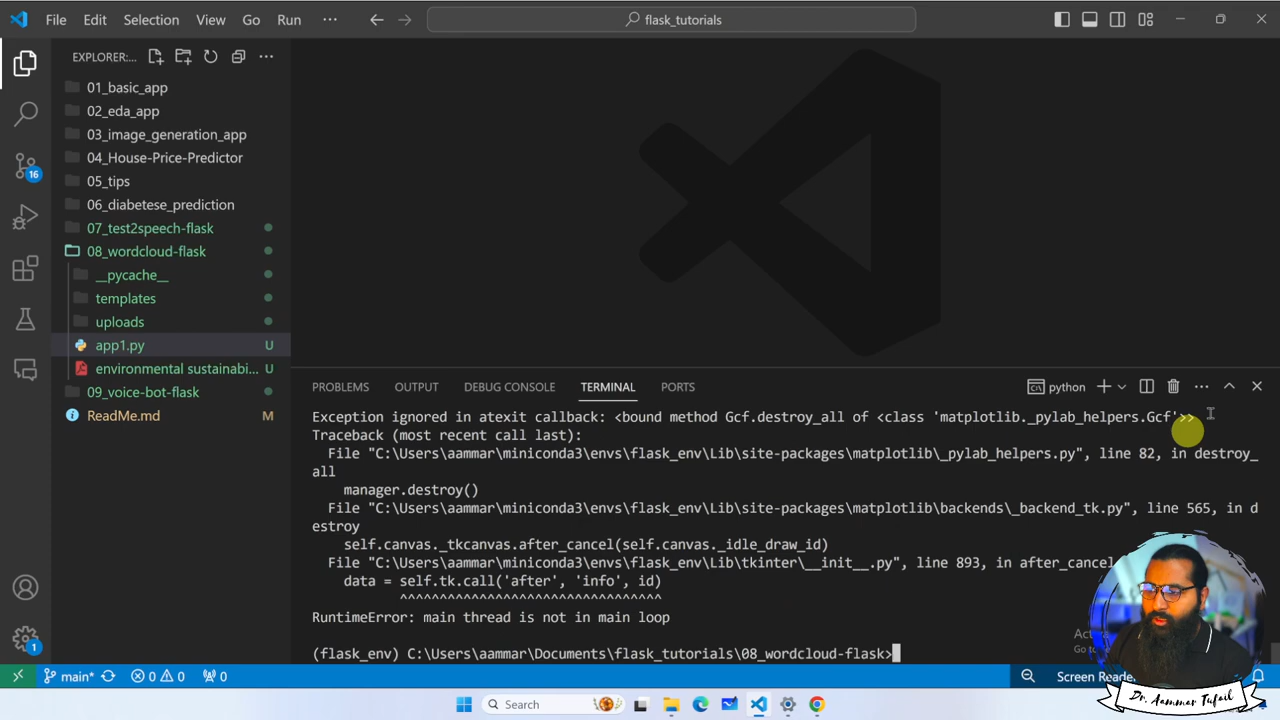 File Edit Selection View Go Run ··· flask_tutorials
EXPLORER:...
01_basic_app
02_eda_app
03_image_generation_app
04_House-Price-Predictor
05_tips
06_diabetese_prediction
07_test2speech-flask
08_wordcloud-flask
__pycache__
templates
uploads
app1.py U
environmental sustainabi... U
09_voice-bot-flask
ReadMe.md M
16
1
PROBLEMS OUTPUT DEBUG CONSOLE TERMINAL PORTS python
Exception ignored in atexit callback: <bound method Gcf.destroy_all of <class 'matplotlib._pylab_helpers.Gcf'>>
Traceback (most recent call last):
File "C:\Users\aammar\miniconda3\envs\flask_env\Lib\site-packages\matplotlib\_pylab_helpers.py", line 82, in destroy_
all
manager.destroy()
File "C:\Users\aammar\miniconda3\envs\flask_env\Lib\site-packages\matplotlib\backends\_backend_tk.py", line 565, in d
estroy
self.canvas._tkcanvas.after_cancel(self.canvas._idle_draw_id)
File "C:\Users\aammar\miniconda3\envs\flask_env\Lib\tkinter\__init__.py", line 893, in after_cancel
data = self.tk.call('after', 'info', id)
^^^^^^^^^^^^^^^^^^^^^^^^^^^^^^^^^
RuntimeError: main thread is not in main loop
(flask_env) C:\Users\aammar\Documents\flask_tutorials\08_wordcloud-flask>
main* 0 0 0 Screen Reader
Search
Dr. Aammar Tufail